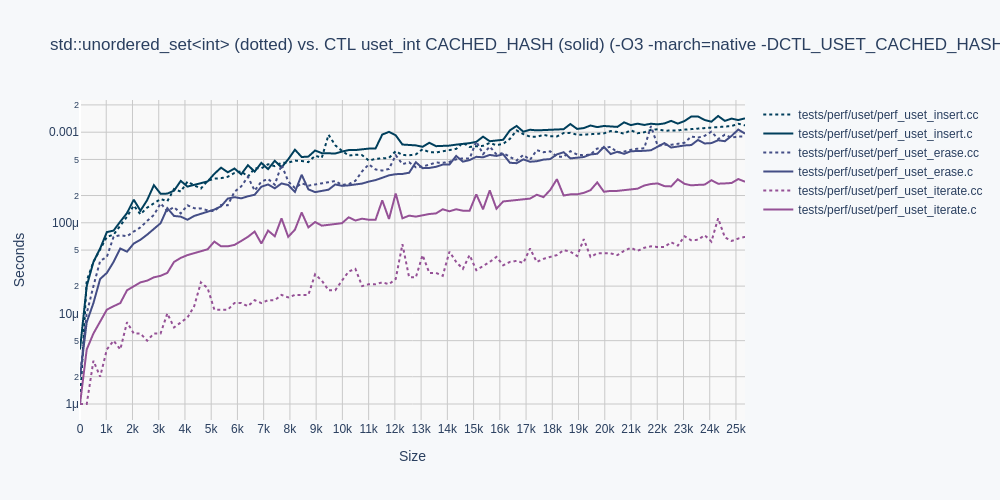 std::unordered_set<int> (dotted) vs. CTL uset_int CACHED_HASH (solid) (-O3 -march=native -DCTL_USET_CACHED_HASH
2
0.001
5
2
100μ
5
2
10μ
5
2
1μ
Seconds
0 1k 2k 3k 4k 5k 6k 7k 8k 9k 10k 11k 12k 13k 14k 15k 16k 17k 18k 19k 20k 21k 22k 23k 24k 25k
Size
tests/perf/uset/perf_uset_insert.cc
tests/perf/uset/perf_uset_insert.c
tests/perf/uset/perf_uset_erase.cc
tests/perf/uset/perf_uset_erase.c
tests/perf/uset/perf_uset_iterate.cc
tests/perf/uset/perf_uset_iterate.c